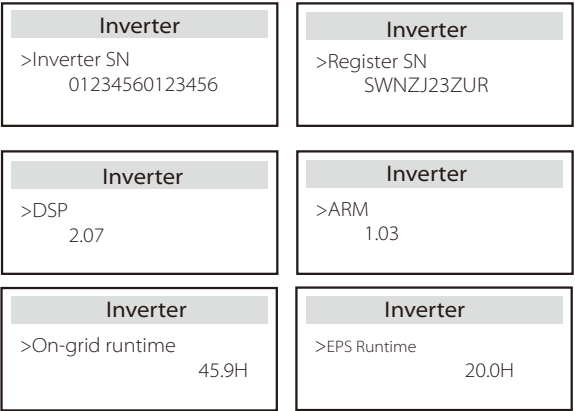 Inverter
>Inverter SN
01234560123456
Inverter
>Register SN
SWNZJ23ZUR
Inverter
>DSP
2.07
Inverter
>ARM
1.03
Inverter
>On-grid runtime
45.9H
Inverter
>EPS Runtime
20.0H